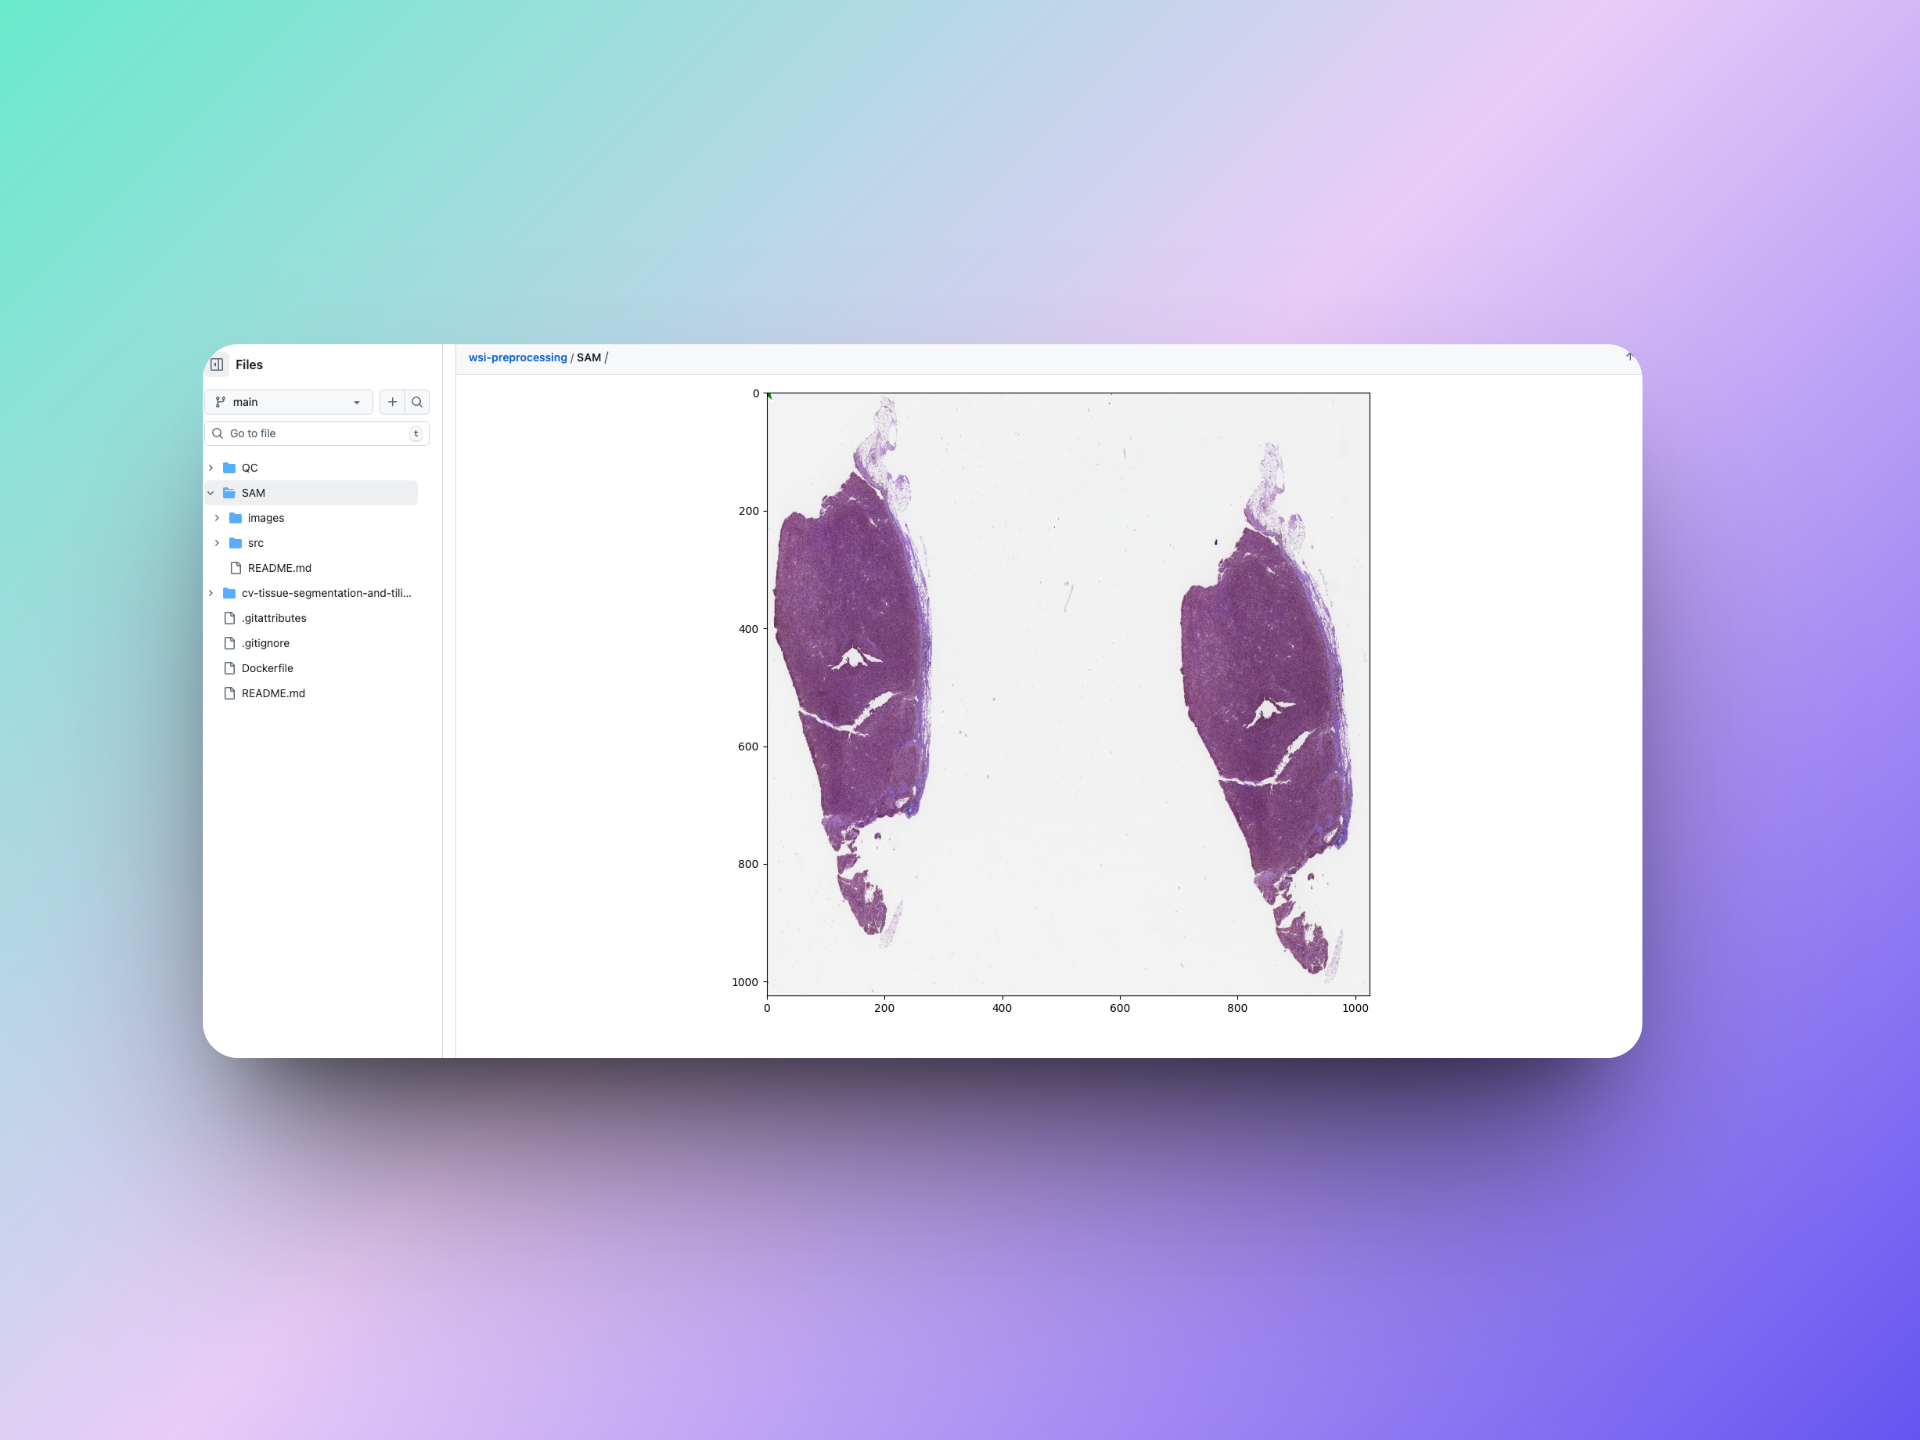 Files
main
Go to file
t
QC
SAM
images
src
README.md
cv-tissue-segmentation-and-tili...
.gitattributes
.gitignore
Dockerfile
README.md
wsi-preprocessing / SAM /
0
200
400
600
800
1000
0 200 400 600 800 1000